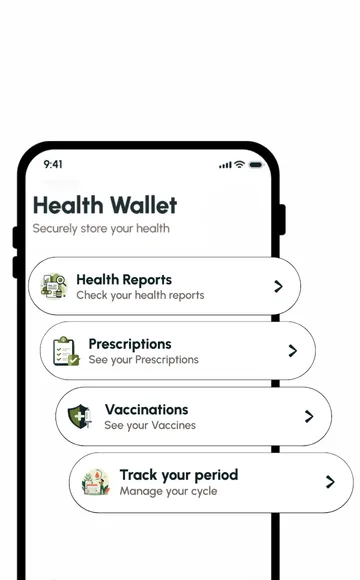 9:41
Health Wallet
Securely store your health
Health Reports
Check your health reports
Prescriptions
See your Prescriptions
Vaccinations
See your Vaccines
Track your period
Manage your cycle